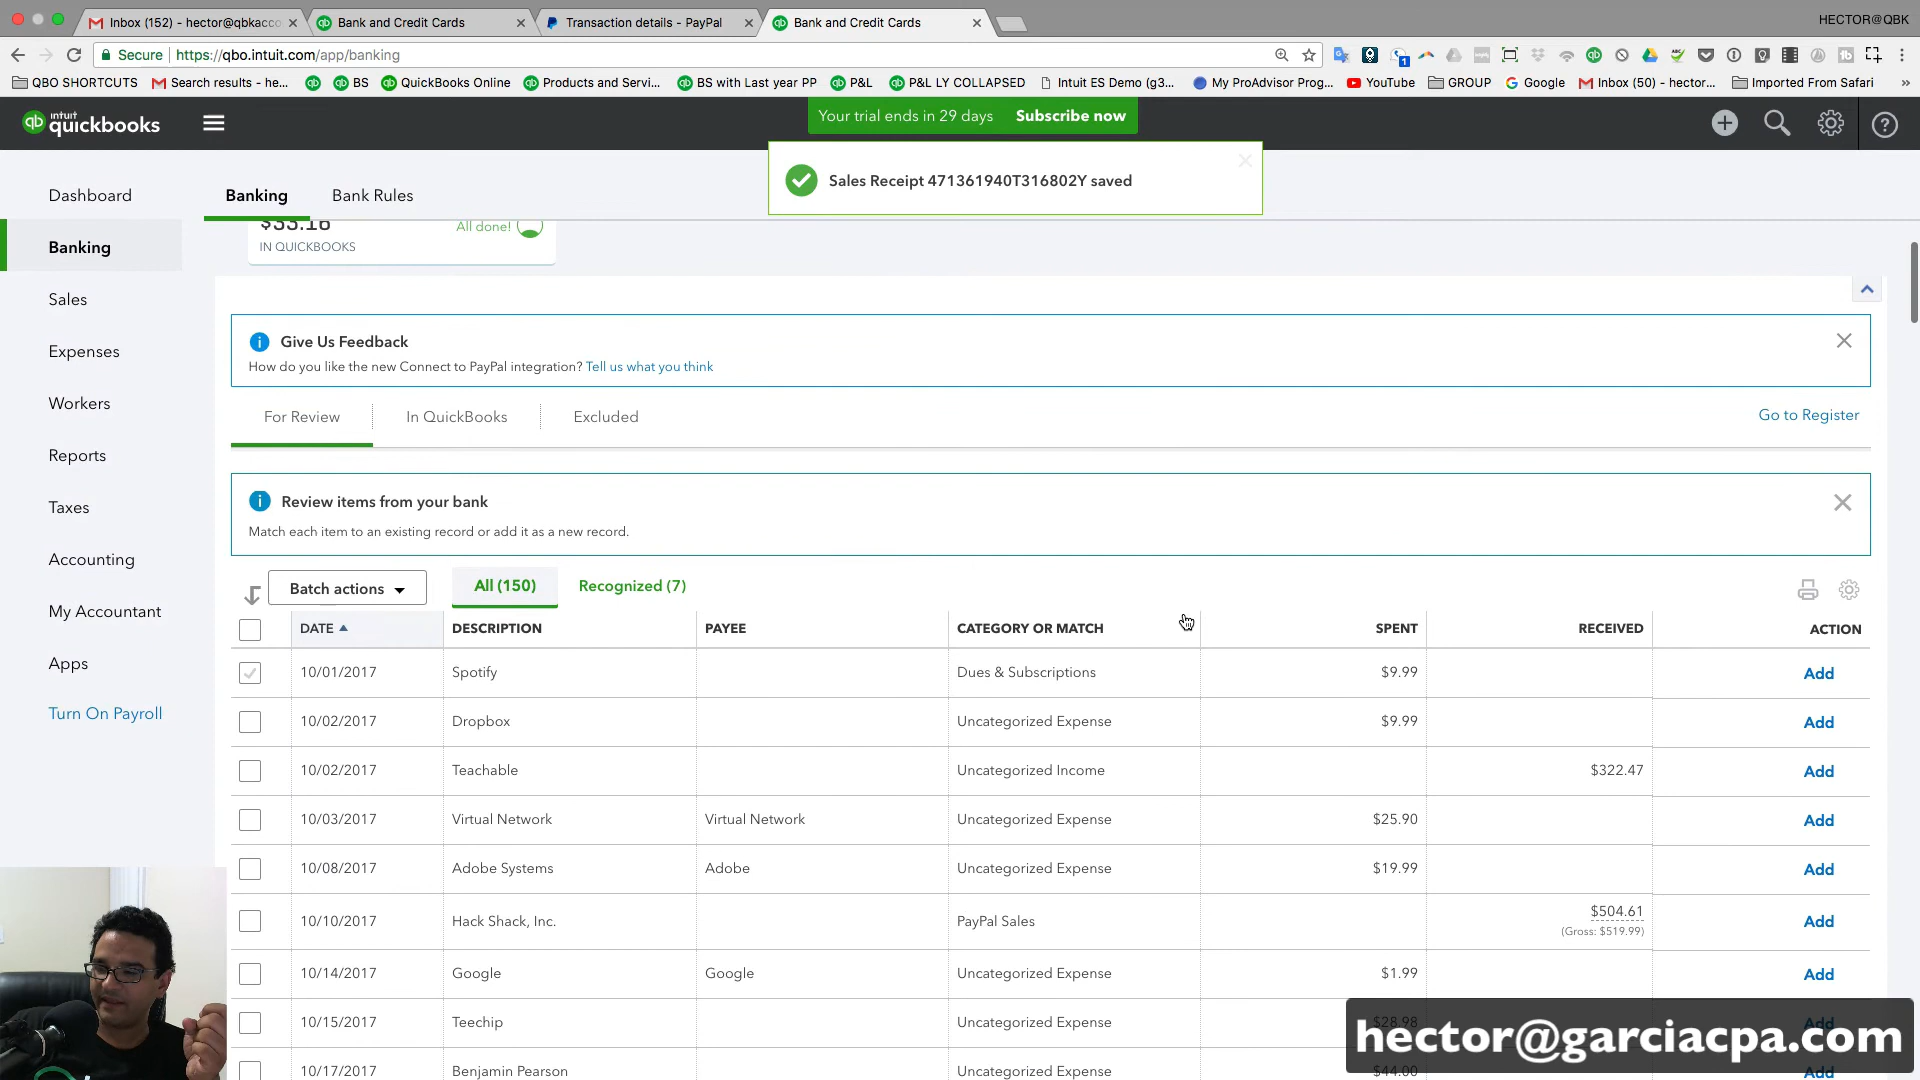 Inbox (152) - hector@qbkacco
Bank and Credit Cards
Transaction details - PayPal
Bank and Credit Cards
HECTOR@QBK
Secure
https://qbo.intuit.com/app/banking
1
QBO SHORTCUTS
Search results - he...
BS
QuickBooks Online
Products and Servi...
BS with Last year PP
P&L
P&L LY COLLAPSED
Intuit ES Demo (g3...
My ProAdvisor Prog...
YouTube
GROUP
Google
Inbox (50) - hector...
Imported From Safari
»
intuit
quickbooks
Your trial ends in 29 days
Subscribe now
Sales Receipt 471361940T316802Y saved
Dashboard
Banking
Sales
Expenses
Workers
Reports
Taxes
Accounting
My Accountant
Apps
Turn On Payroll
Banking
Bank Rules
$33.16
IN QUICKBOOKS
All done!
Give Us Feedback
How do you like the new Connect to PayPal integration? Tell us what you think
For Review
In QuickBooks
Excluded
Go to Register
Review items from your bank
Match each item to an existing record or add it as a new record.
Batch actions
All (150)
Recognized (7)
DATE DESCRIPTION PAYEE CATEGORY OR MATCH SPENT RECEIVED ACTION
10/01/2017 Spotify Dues & Subscriptions $9.99 Add
10/02/2017 Dropbox Uncategorized Expense $9.99 Add
10/02/2017 Teachable Uncategorized Income $322.47 Add
10/03/2017 Virtual Network Virtual Network Uncategorized Expense $25.90 Add
10/08/2017 Adobe Systems Adobe Uncategorized Expense $19.99 Add
10/10/2017 Hack Shack, Inc. PayPal Sales $504.61 Add
(Gross: $519.99)
10/14/2017 Google Google Uncategorized Expense $1.99 Add
10/15/2017 Teechip Uncategorized Expense $28.98 Add
10/17/2017 Benjamin Pearson Uncategorized Expense $44.00 Add
hector@garciacpa.com